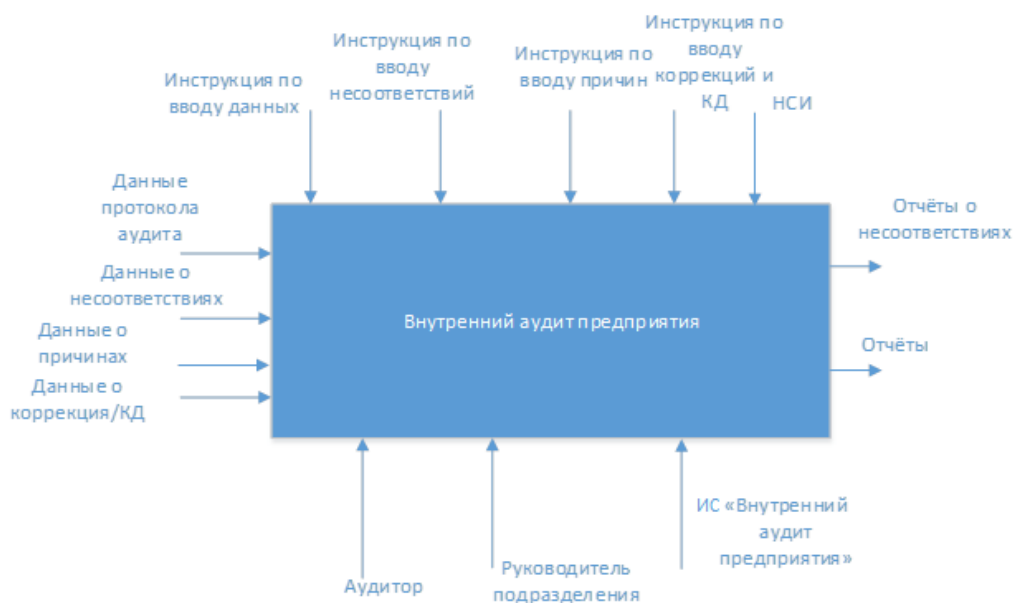 Инструкция по
вводу данных
Инструкция по
вводу
несоответствий
Инструкция по
вводу причин
Инструкция по
вводу
коррекций и
КД
НСИ
Данные
протокола
аудита
Данные о
несоответствиях
Данные о
причинах
Данные о
коррекция/КД
Внутренний аудит предприятия
Отчёты о
несоответствиях
Отчёты
Аудитор
Руководитель
подразделения
ИС «Внутренний
аудит
предприятия»